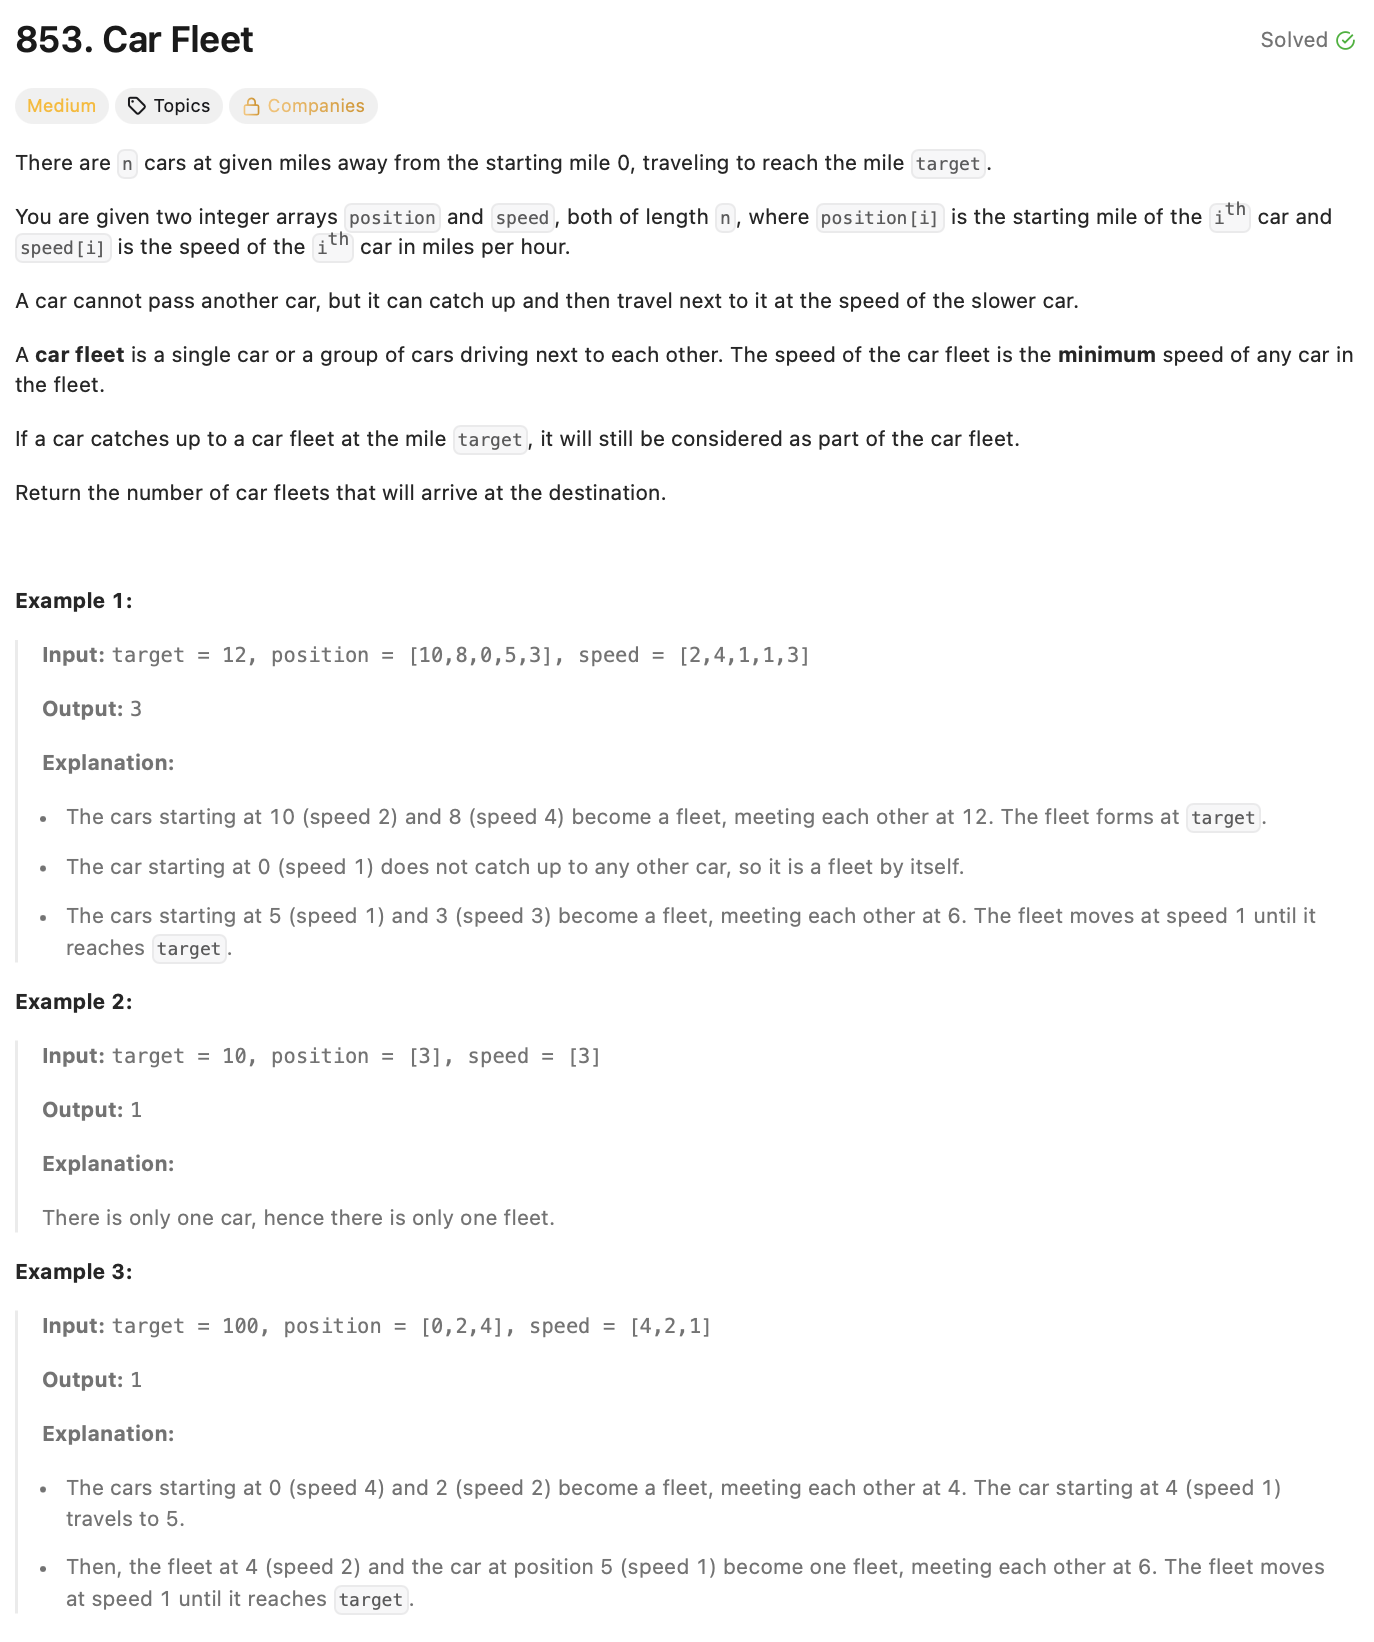 853. Car Fleet
Solved
Medium
Topics
Companies
There are n cars at given miles away from the starting mile 0, traveling to reach the mile target.
You are given two integer arrays position and speed, both of length n, where position[i] is the starting mile of the ith car and
speed[i] is the speed of the ith car in miles per hour.
A car cannot pass another car, but it can catch up and then travel next to it at the speed of the slower car.
A car fleet is a single car or a group of cars driving next to each other. The speed of the car fleet is the minimum speed of any car in
the fleet.
If a car catches up to a car fleet at the mile target, it will still be considered as part of the car fleet.
Return the number of car fleets that will arrive at the destination.
Example 1:
Input: target = 12, position = [10,8,0,5,3], speed = [2,4,1,1,3]
Output: 3
Explanation:
• The cars starting at 10 (speed 2) and 8 (speed 4) become a fleet, meeting each other at 12. The fleet forms at target.
• The car starting at 0 (speed 1) does not catch up to any other car, so it is a fleet by itself.
• The cars starting at 5 (speed 1) and 3 (speed 3) become a fleet, meeting each other at 6. The fleet moves at speed 1 until it
reaches target.
Example 2:
Input: target = 10, position = [3], speed = [3]
Output: 1
Explanation:
There is only one car, hence there is only one fleet.
Example 3:
Input: target = 100, position = [0,2,4], speed = [4,2,1]
Output: 1
Explanation:
• The cars starting at 0 (speed 4) and 2 (speed 2) become a fleet, meeting each other at 4. The car starting at 4 (speed 1)
travels to 5.
• Then, the fleet at 4 (speed 2) and the car at position 5 (speed 1) become one fleet, meeting each other at 6. The fleet moves
at speed 1 until it reaches target.